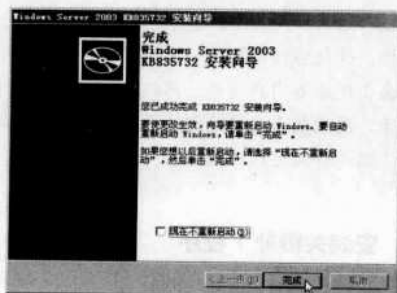 Windows Server 2003 KB835732 安装向导
完成
Windows Server 2003
KB835732 安装向导
您已成功完成 KB835732 安装向导。
要使更改生效，向导要重新启动 Windows。要自动
重新启动 Windows，请单击“完成”。
如果您想以后重新启动，请选择“现在不重新启
动”，然后单击“完成”。
现在不重新启动(D)
<上一步(B)
完成
取消